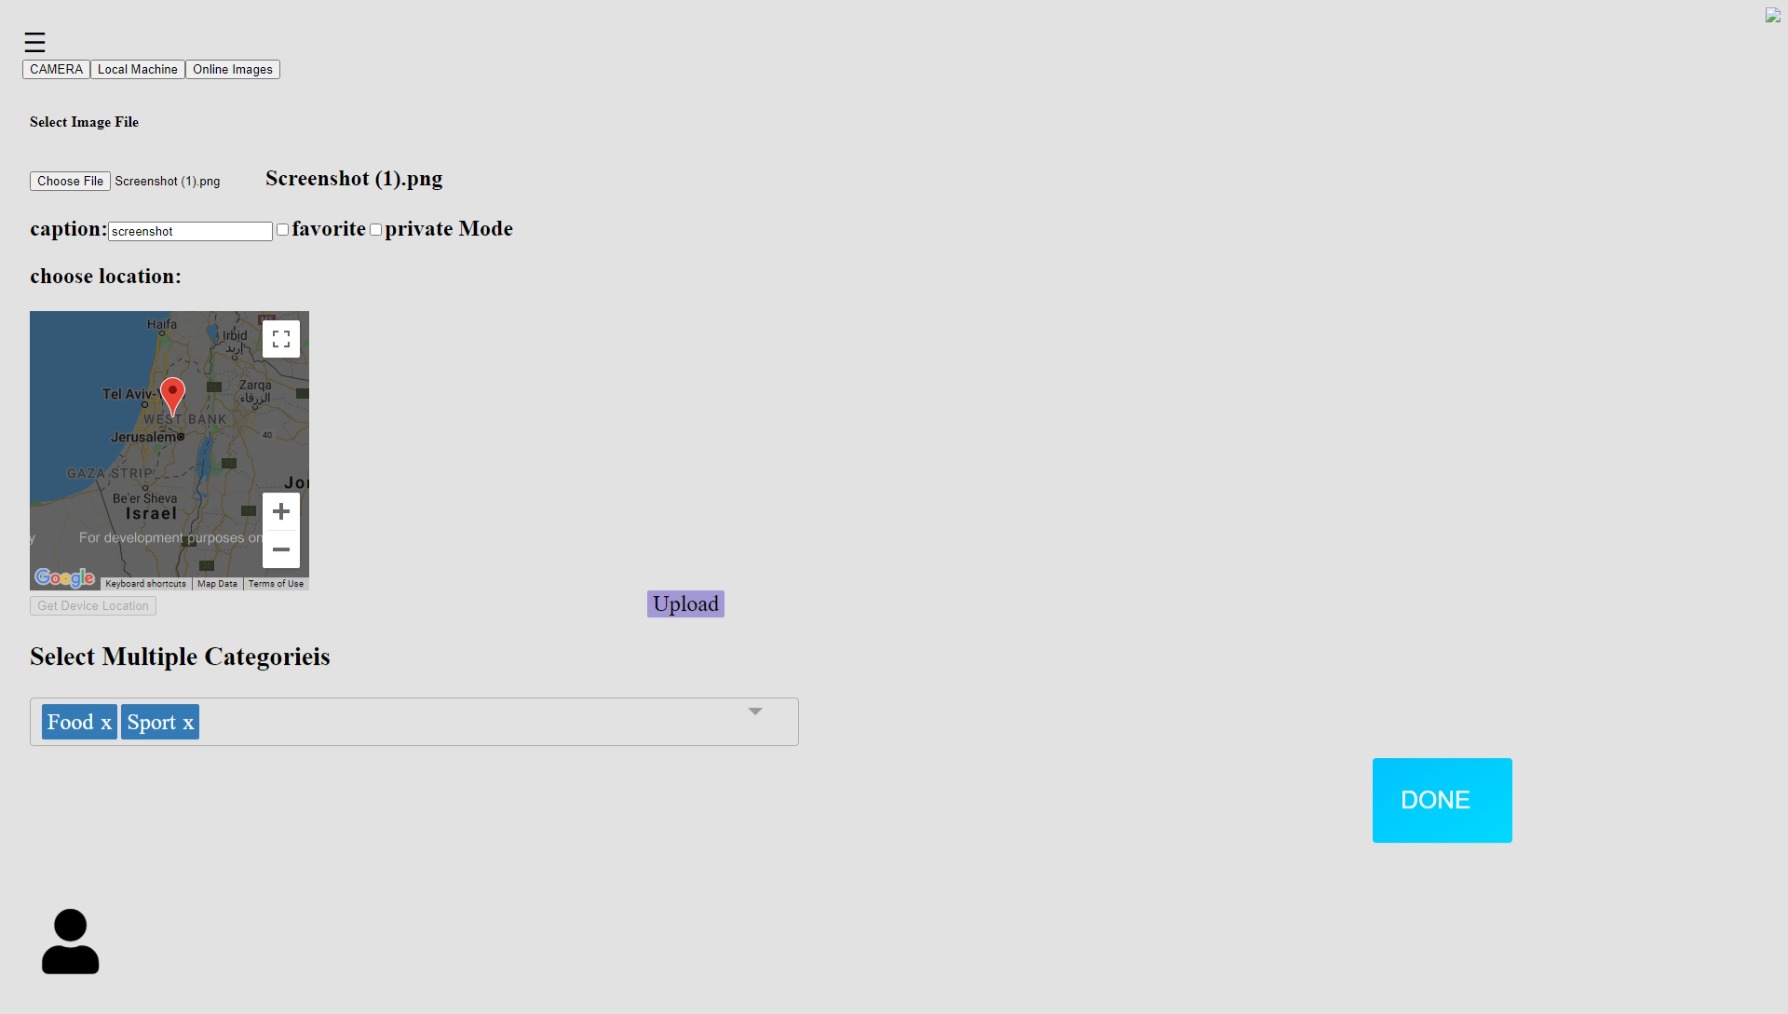 ☰
CAMERA Local Machine Online Images
Select Image File
Choose File Screenshot (1).png Screenshot (1).png
caption: screenshot favorite private Mode
choose location:
Haifa
Irbid
إربد
Tel Aviv-
Zarqa
الزرقاء
WEST BANK
Jerusalem
40
GAZA STRIP
Jor
Be'er Sheva
Israel
y For development purposes on
Google Keyboard shortcuts Map Data Terms of Use
Get Device Location Upload
Select Multiple Categorieis
Food x Sport x
DONE